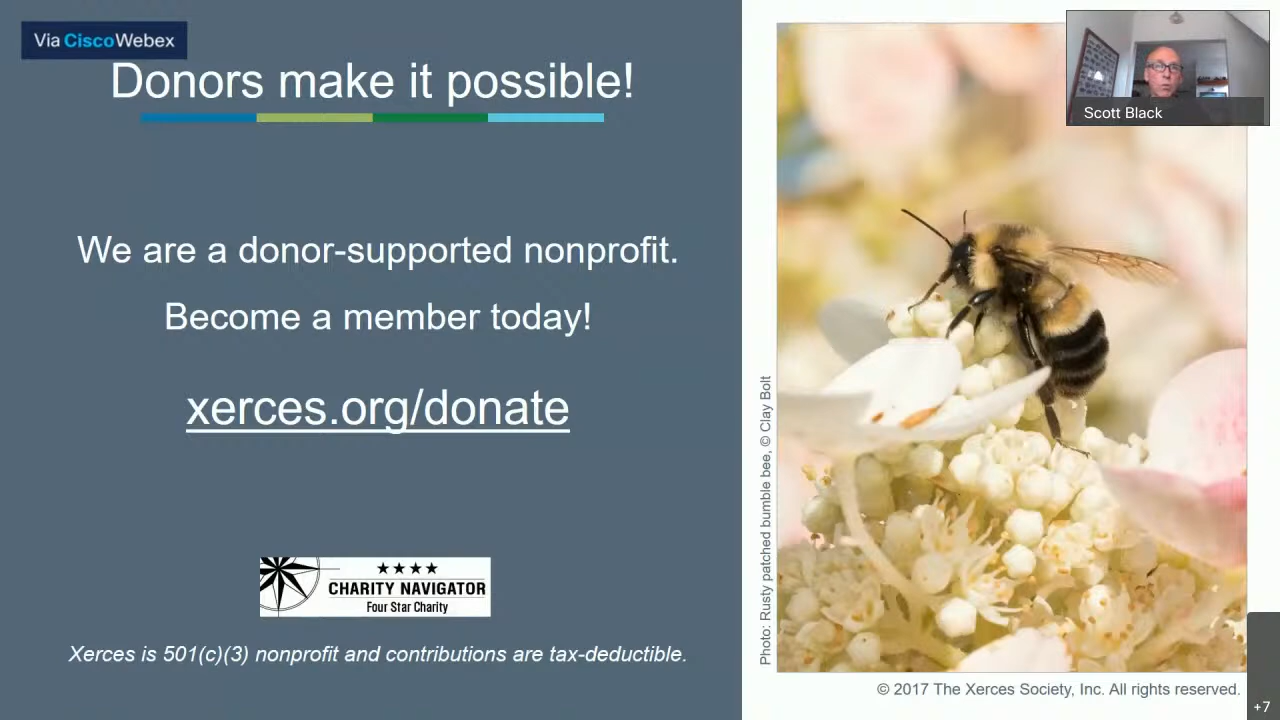 Via CiscoWebex
Donors make it possible!
We are a donor-supported nonprofit.
Become a member today!
xerces.org/donate
★★★★
CHARITY NAVIGATOR
Four Star Charity
Xerces is 501(c)(3) nonprofit and contributions are tax-deductible.
Scott Black
Photo: Rusty patched bumble bee, © Clay Bolt
© 2017 The Xerces Society, Inc. All rights reserved.
+7